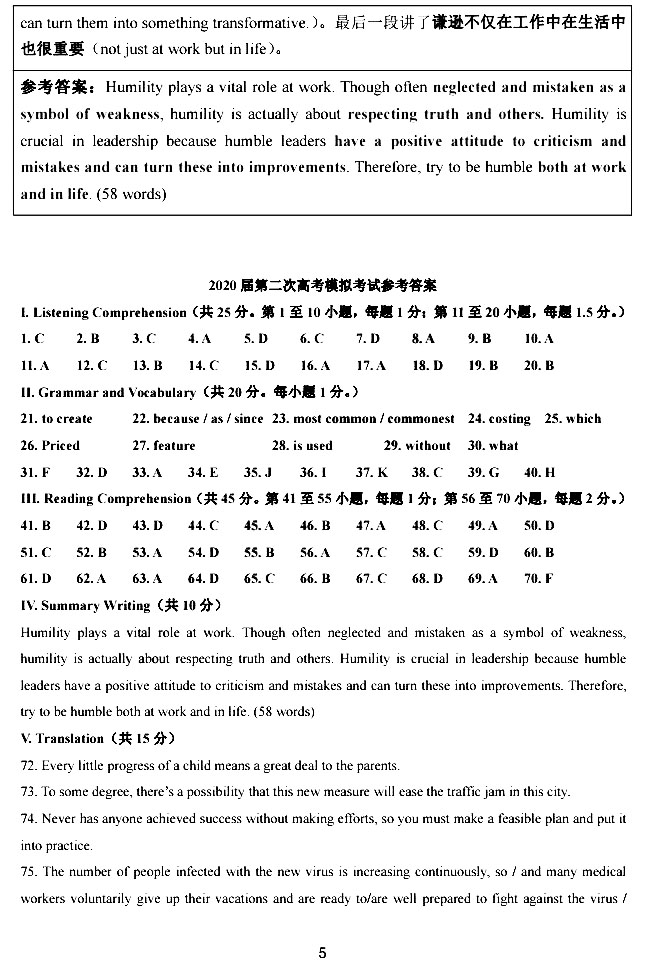 can turn them into something transformative.)。最后一段讲了谦逊不仅在工作中在生活中
也很重要（not just at work but in life）。
参考答案：Humility plays a vital role at work. Though often neglected and mistaken as a
symbol of weakness, humility is actually about respecting truth and others. Humility is
crucial in leadership because humble leaders have a positive attitude to criticism and
mistakes and can turn these into improvements. Therefore, try to be humble both at work
and in life. (58 words)
2020 届第二次高考模拟考试参考答案
I. Listening Comprehension（共 25 分。第 1 至 10 小题，每题 1 分；第 11 至 20 小题，每题 1.5 分。）
1. C 2. B 3. C 4. A 5. D 6. C 7. D 8. A 9. B 10. A
11. A 12. C 13. B 14. C 15. D 16. A 17. A 18. D 19. B 20. B
II. Grammar and Vocabulary（共 20 分。每小题 1 分。）
21. to create 22. because / as / since 23. most common / commonest 24. costing 25. which
26. Priced 27. feature 28. is used 29. without 30. what
31. F 32. D 33. A 34. E 35. J 36. I 37. K 38. C 39. G 40. H
III. Reading Comprehension（共 45 分。第 41 至 55 小题，每题 1 分；第 56 至 70 小题，每题 2 分。）
41. B 42. D 43. D 44. C 45. A 46. B 47. A 48. C 49. A 50. D
51. C 52. B 53. A 54. D 55. B 56. A 57. C 58. C 59. D 60. B
61. D 62. A 63. A 64. D 65. C 66. B 67. C 68. D 69. A 70. F
IV. Summary Writing（共 10 分）
Humility plays a vital role at work. Though often neglected and mistaken as a symbol of weakness,
humility is actually about respecting truth and others. Humility is crucial in leadership because humble
leaders have a positive attitude to criticism and mistakes and can turn these into improvements. Therefore,
try to be humble both at work and in life. (58 words)
V. Translation（共 15 分）
72. Every little progress of a child means a great deal to the parents.
73. To some degree, there's a possibility that this new measure will ease the traffic jam in this city.
74. Never has anyone achieved success without making efforts, so you must make a feasible plan and put it
into practice.
75. The number of people infected with the new virus is increasing continuously, so / and many medical
workers voluntarily give up their vacations and are ready to/are well prepared to fight against the virus /
5